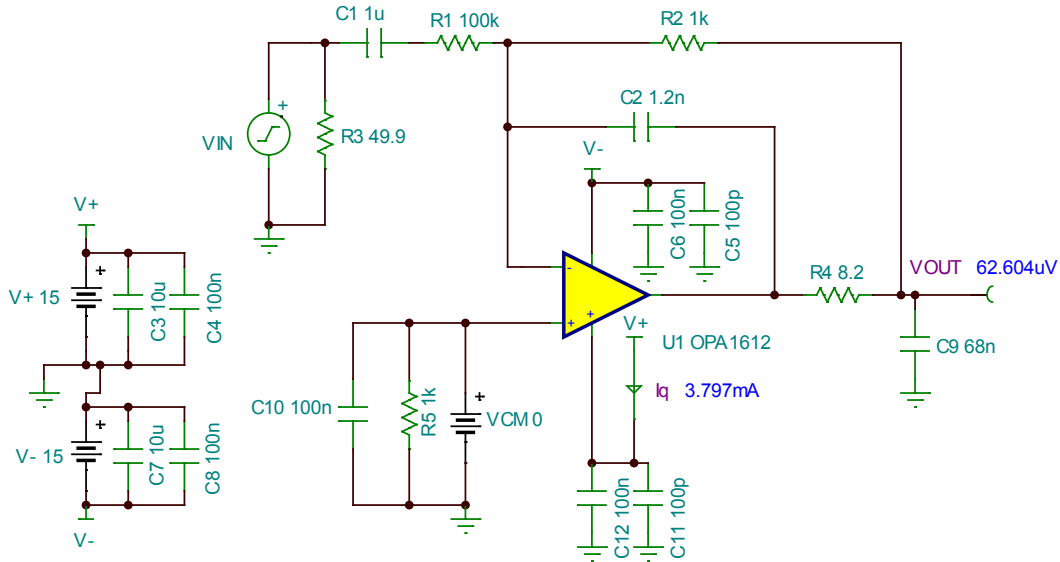 C1 1u
R1 100k
R2 1k
C2 1.2n
+
VIN
R3 49.9
V-
C6 100n
C5 100p
V+
+
V+ 15
C3 10u
C4 100n
-
+
+
R4 8.2
VOUT 62.604uV
V+
U1 OPA1612
C9 68n
Iq 3.797mA
C10 100n
R5 1k
+
VCM 0
+
V- 15
C7 10u
C8 100n
V-
C12 100n
C11 100p